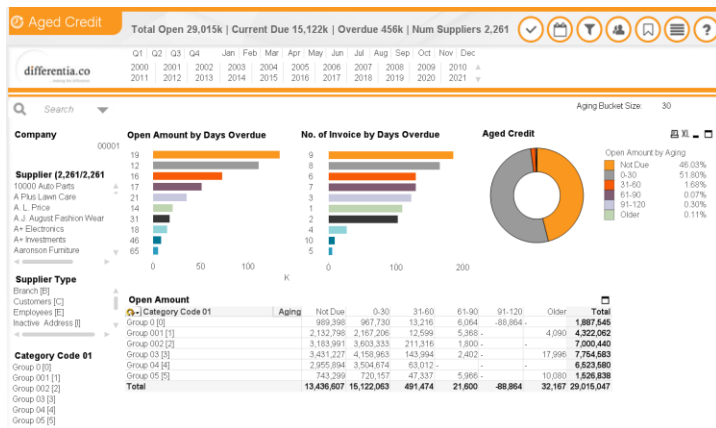 Aged Credit
Total Open 29,015k | Current Due 15,122k | Overdue 456k | Num Suppliers 2,261
?
differentia.co
Q1 Q2 Q3 Q4 Jan Feb Mar Apr May Jun Jul Aug Sep Oct Nov Dec
2000 2001 2002 2003 2004 2005 2006 2007 2008 2009 2010
2011 2012 2013 2014 2015 2016 2017 2018 2019 2020 2021
Search
Aging Bucket Size: 30
Company
00001
Supplier (2,261/2,261
10000 Auto Parts
A Plus Lawn Care
A. L. Price
A.J. August Fashion Wear
A+ Electronics
A+ Investments
Aaronson Furniture
Supplier Type
Branch [B]
Customers [C]
Employees [E]
Inactive Address [I]
Category Code 01
Group 0 [0]
Group 001 [1]
Group 002 [2]
Group 03 [3]
Group 04 [4]
Group 05 [5]
Open Amount by Days Overdue
19
12
16
17
21
14
31
18
46
65
0 50 100
K
No. of Invoice by Days Overdue
9
8
6
7
3
1
2
4
10
5
0 100 200
Aged Credit
XL
Open Amount by Aging
Not Due 46.03%
0-30 51.80%
31-60 1.68%
61-90 0.07%
91-120 0.30%
Older 0.11%
Open Amount
Category Code 01 Aging Not Due 0-30 31-60 61-90 91-120 Older Total
Group 0 [0] 989,398 967,730 13,216 6,064 -88,864 - 1,887,545
Group 001 [1] 2,132,798 2,167,206 12,599 5,368 - 4,090 4,322,062
Group 002 [2] 3,183,991 3,603,333 211,316 1,800 - - 7,000,440
Group 03 [3] 3,431,227 4,158,963 143,994 2,402 - 17,996 7,754,583
Group 04 [4] 2,955,894 3,504,674 63,012 - - - 6,523,580
Group 05 [5] 743,299 720,157 47,337 5,966 - 10,080 1,526,838
Total 13,436,607 15,122,063 491,474 21,600 -88,864 32,167 29,015,047